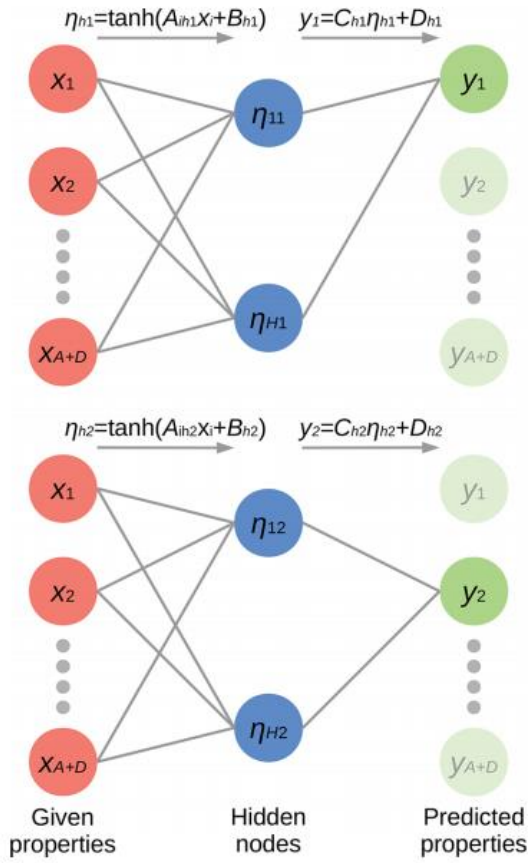 ηh1=tanh(Aih1xi+Bh1) y1=Ch1ηh1+Dh1
x1 η11 y1
x2 y2
ηH1
xA+D yA+D
ηh2=tanh(Aih2xi+Bh2) y2=Ch2ηh2+Dh2
x1 y1
η12
x2 y2
ηH2
xA+D yA+D
Given Hidden Predicted
properties nodes properties